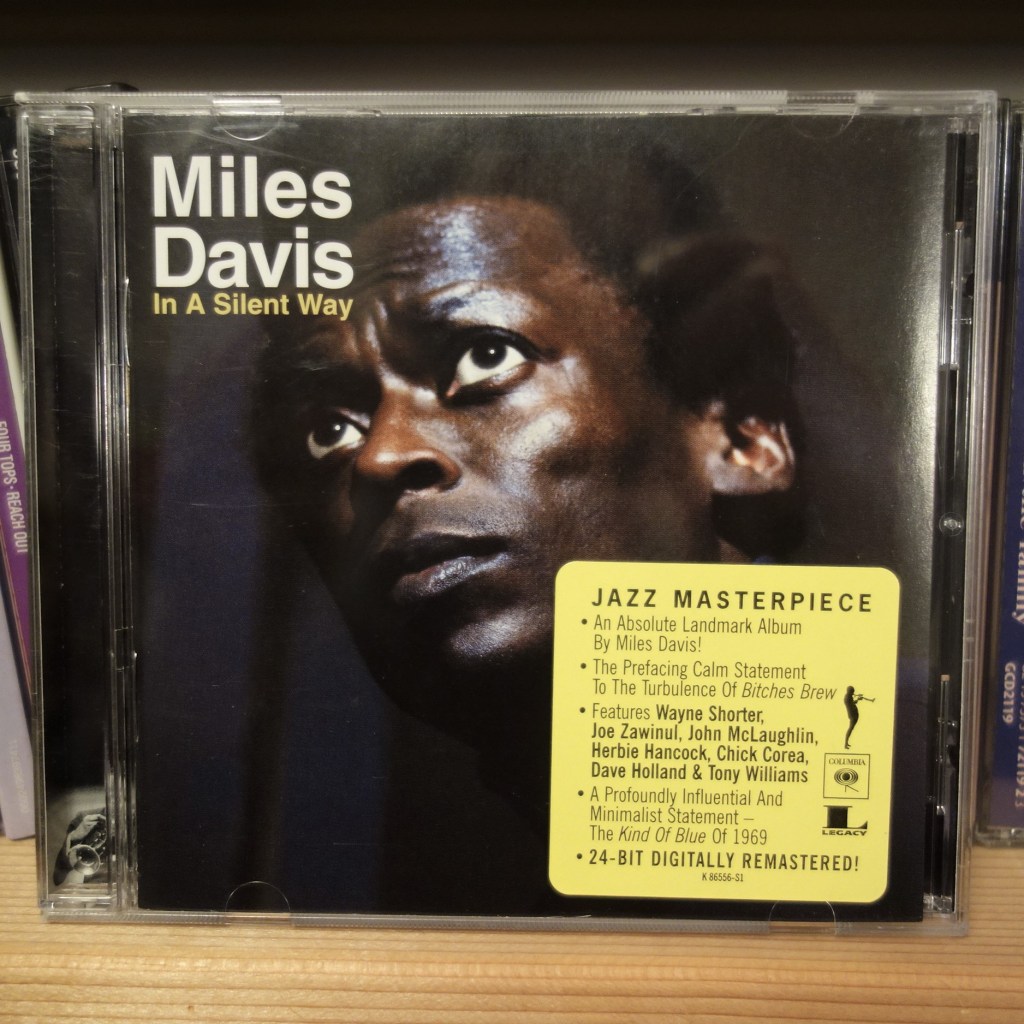 Miles
Davis
In A Silent Way
JAZZ MASTERPIECE
• An Absolute Landmark Album
By Miles Davis!
• The Prefacing Calm Statement
To The Turbulence Of Bitches Brew
• Features Wayne Shorter,
Joe Zawinul, John McLaughlin,
Herbie Hancock, Chick Corea,
Dave Holland & Tony Williams
• A Profoundly Influential And
Minimalist Statement –
The Kind Of Blue Of 1969
• 24-BIT DIGITALLY REMASTERED!
K 86556-S1
COLUMBIA
LEGACY
FOUR TOPS · REACH OUT
GCD2119